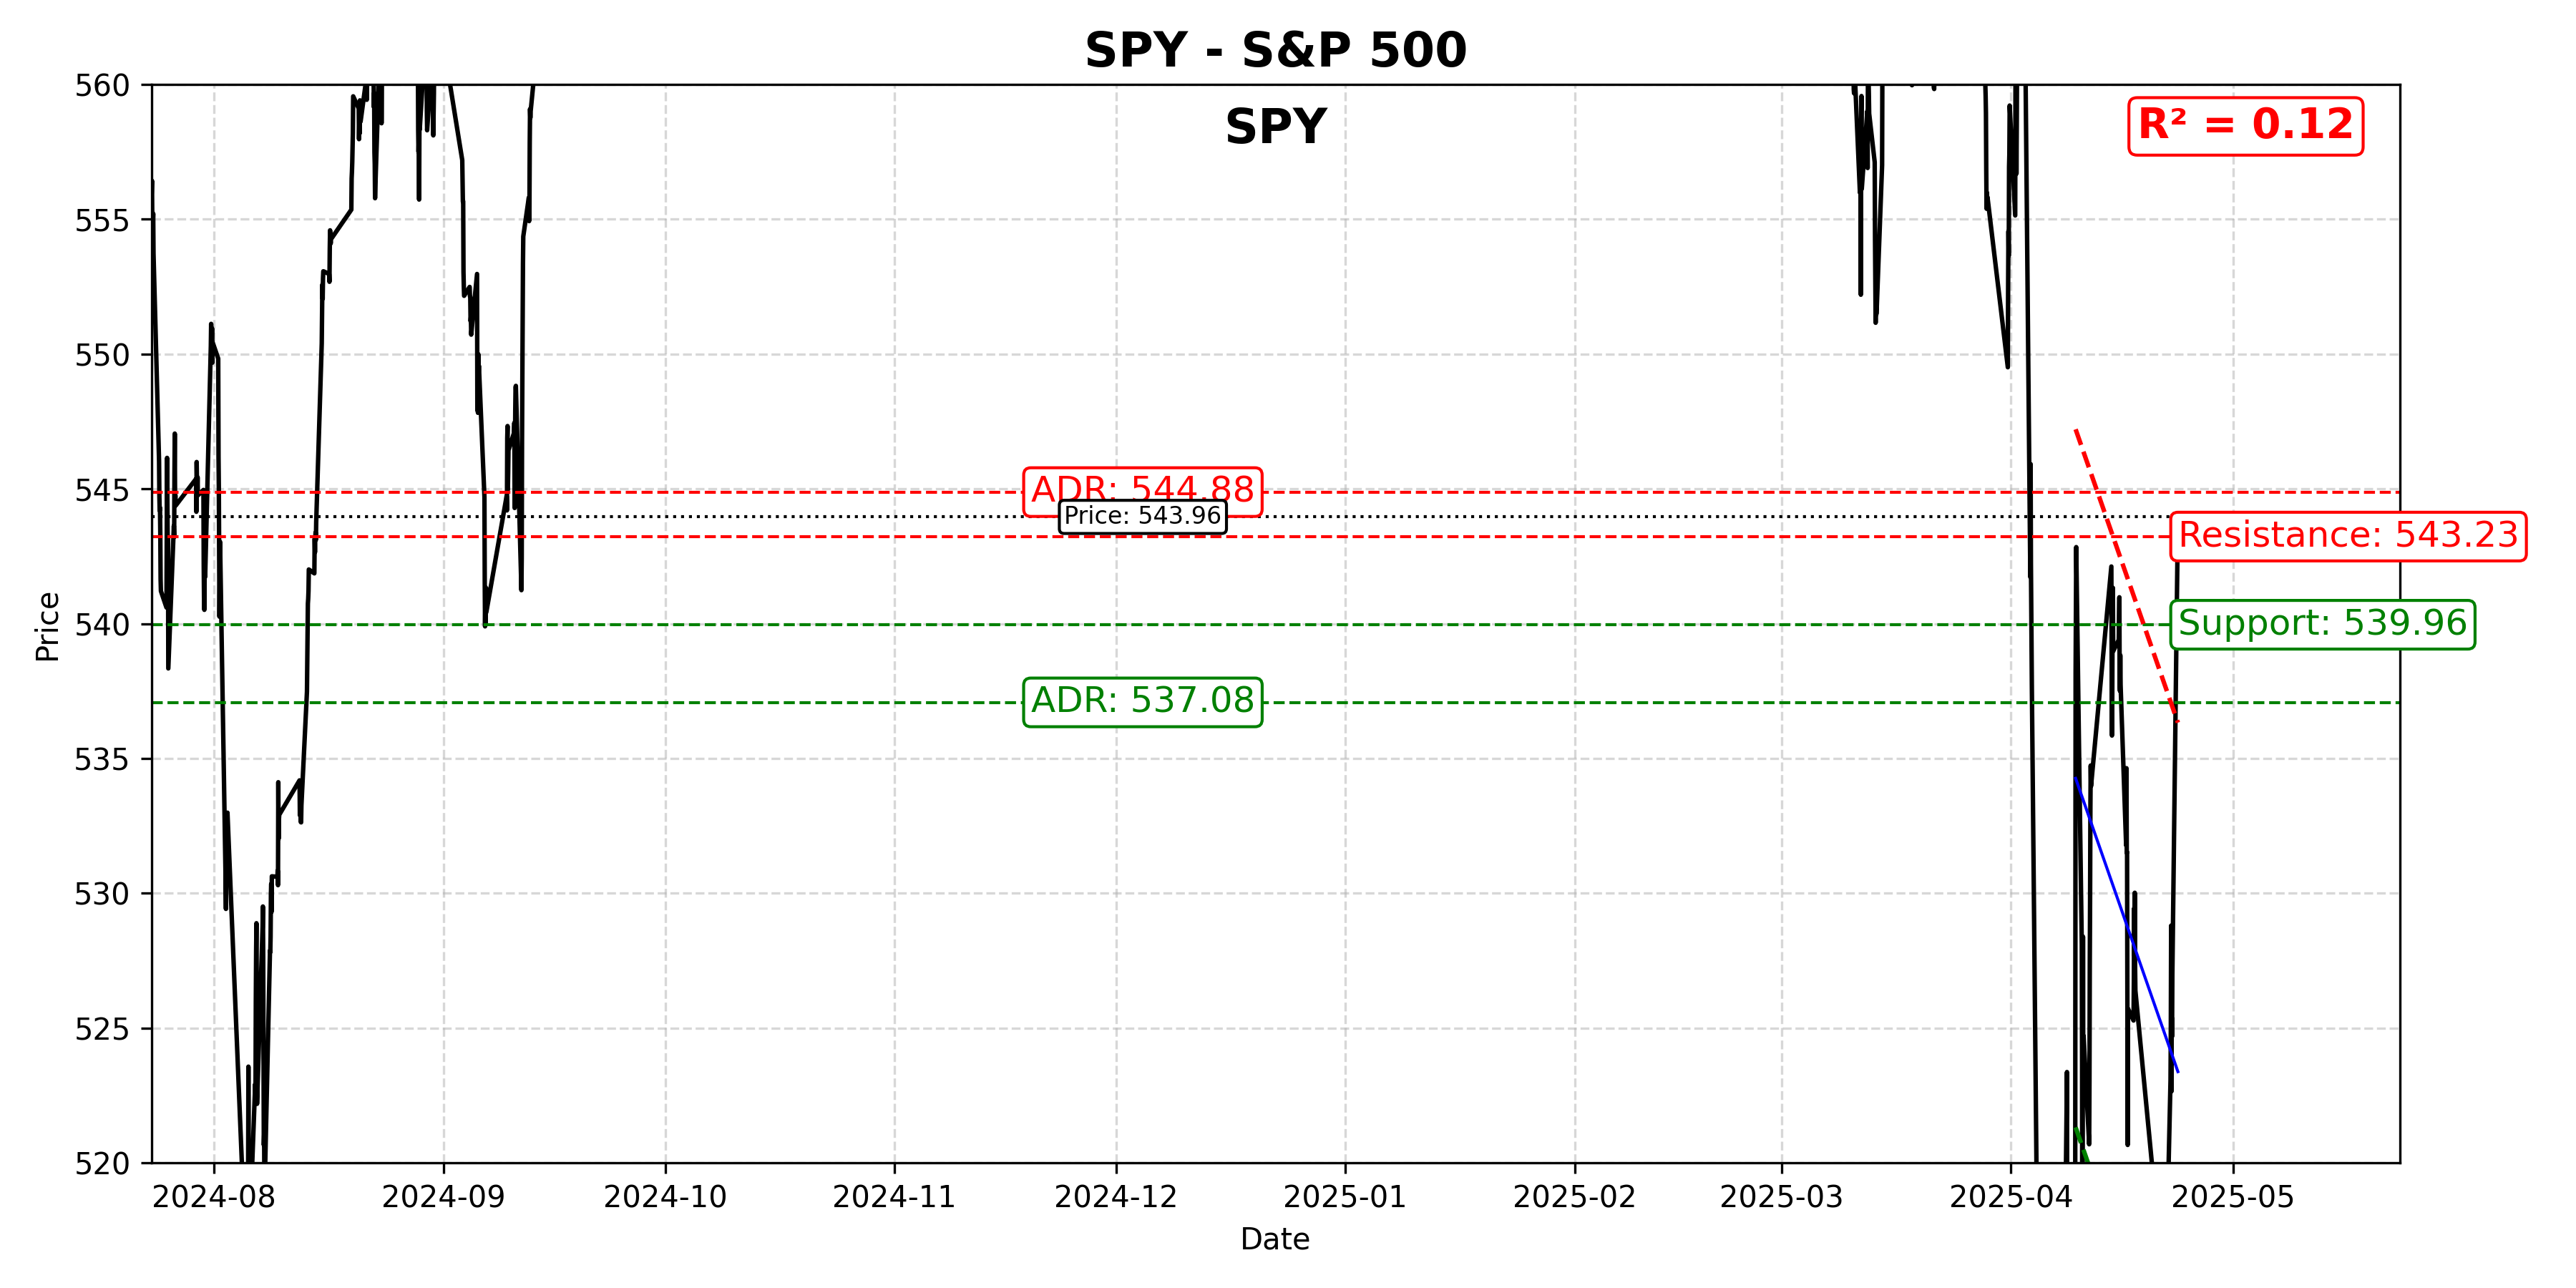 SPY - S&P 500
SPY
R² = 0.12
560
555
550
545
540
535
530
525
520
Price
ADR: 544.88
Price: 543.96
Resistance: 543.23
Support: 539.96
ADR: 537.08
2024-08
2024-09
2024-10
2024-11
2024-12
2025-01
2025-02
2025-03
2025-04
2025-05
Date